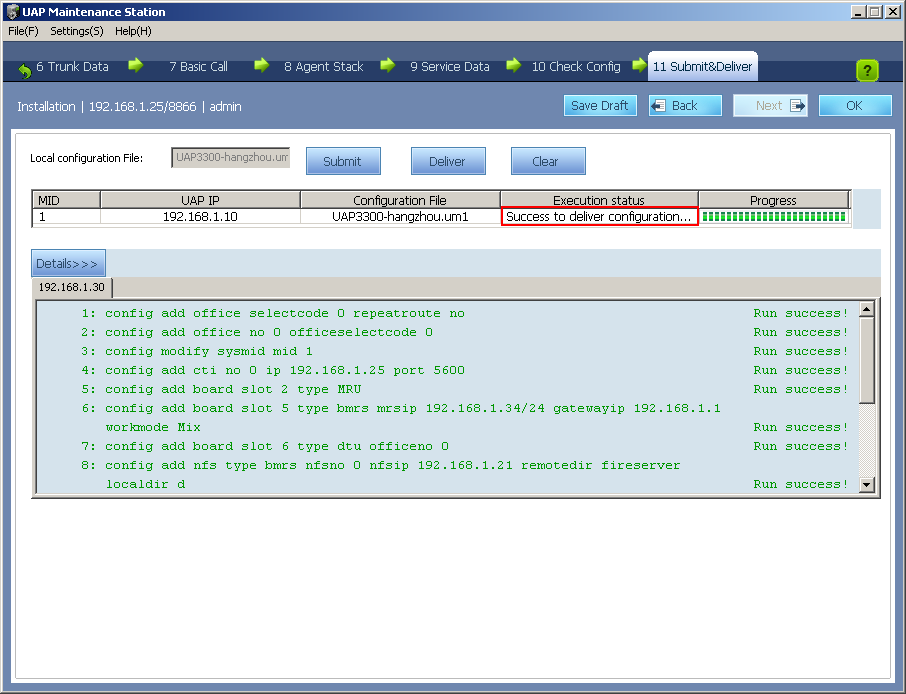 UAP Maintenance Station
File(F) Settings(S) Help(H)
6 Trunk Data 7 Basic Call 8 Agent Stack 9 Service Data 10 Check Config 11 Submit&Deliver ?
Installation | 192.168.1.25/8866 | admin Save Draft Back Next OK
Local configuration File: UAP3300-hangzhou.um Submit Deliver Clear
MID UAP IP Configuration File Execution status Progress
1 192.168.1.10 UAP3300-hangzhou.um1 Success to deliver configuration...
Details>>>
192.168.1.30
1: config add office selectcode 0 repeatroute no Run success!
2: config add office no 0 officeselectcode 0 Run success!
3: config modify sysmid mid 1 Run success!
4: config add cti no 0 ip 192.168.1.25 port 5600 Run success!
5: config add board slot 2 type MRU Run success!
6: config add board slot 5 type bmrs mrsip 192.168.1.34/24 gatewayip 192.168.1.1
workmode Mix Run success!
7: config add board slot 6 type dtu officeno 0 Run success!
8: config add nfs type bmrs nfsno 0 nfsip 192.168.1.21 remotedir fireserver
localdir d Run success!